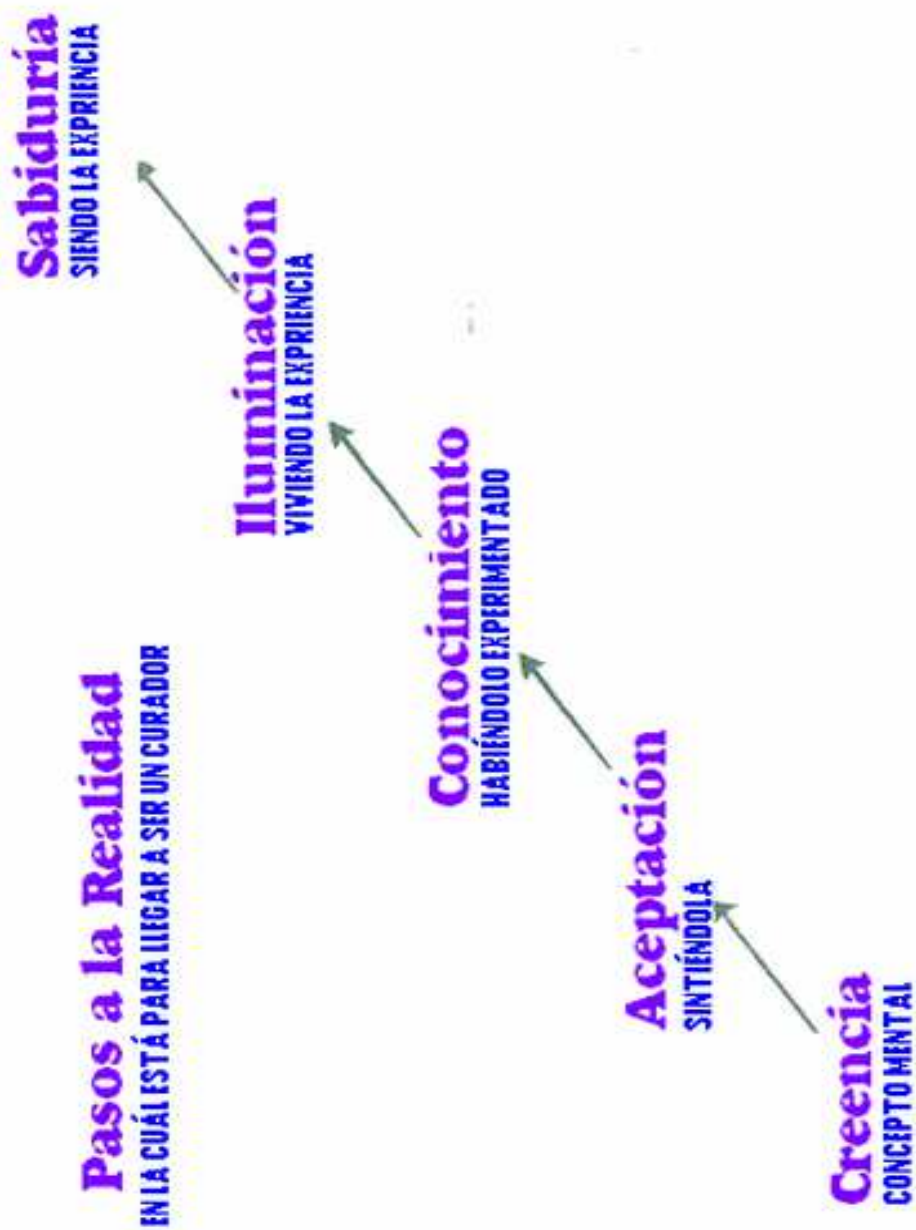 Pasos a la Realidad
EN LA CUÁL ESTÁ PARA LLEGAR A SER UN CURADOR
Sabiduría
SIENDO LA EXPRIENCIA
Iluminación
VIVIENDO LA EXPRIENCIA
Conocimiento
HABIÉNDOLO EXPERIMENTADO
Aceptación
SINTIÉNDOLA
Creencia
CONCEPTO MENTAL